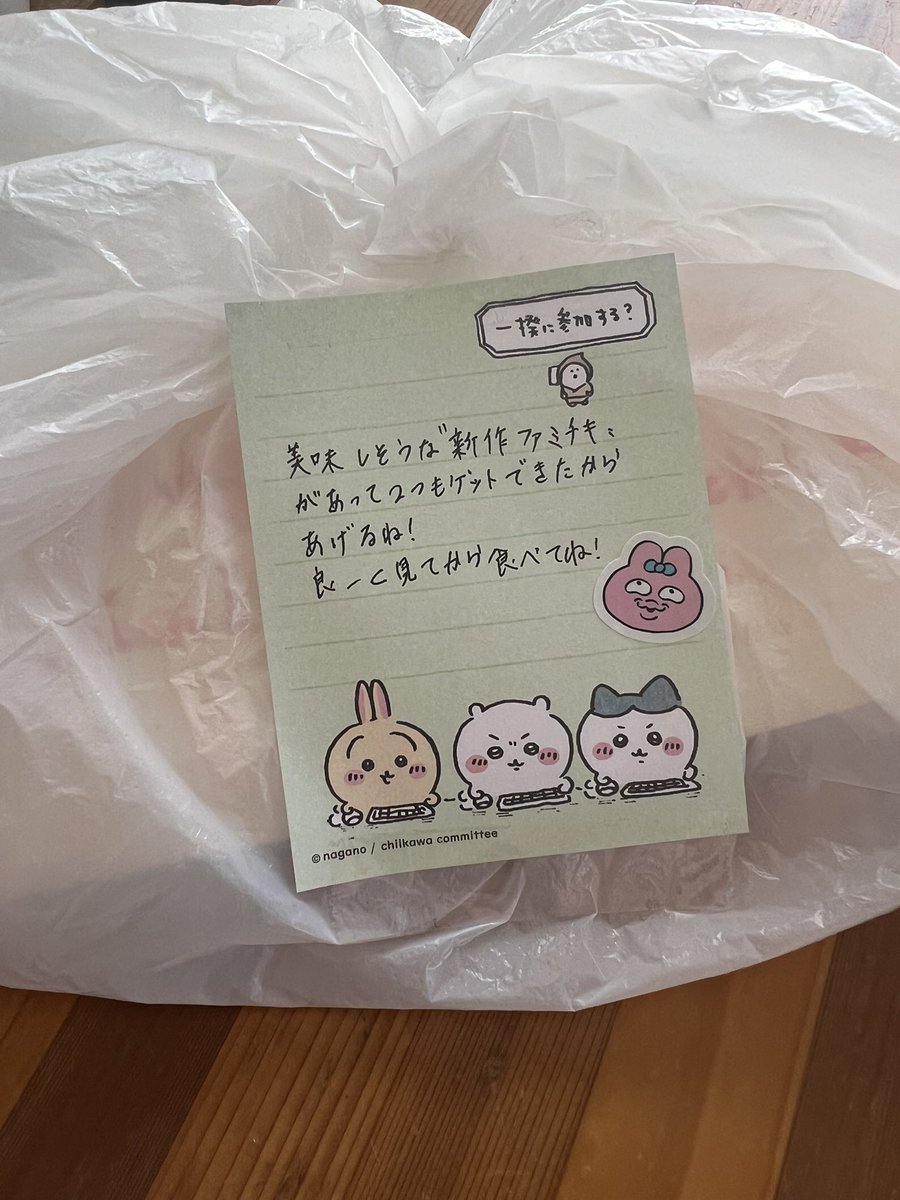 一揆に参加する?
美味しそうな"新作ファミチキ"
があって2つもゲットできたから
あげるね!
良ーく見てから食べてね!
©nagano / chiikawa committee